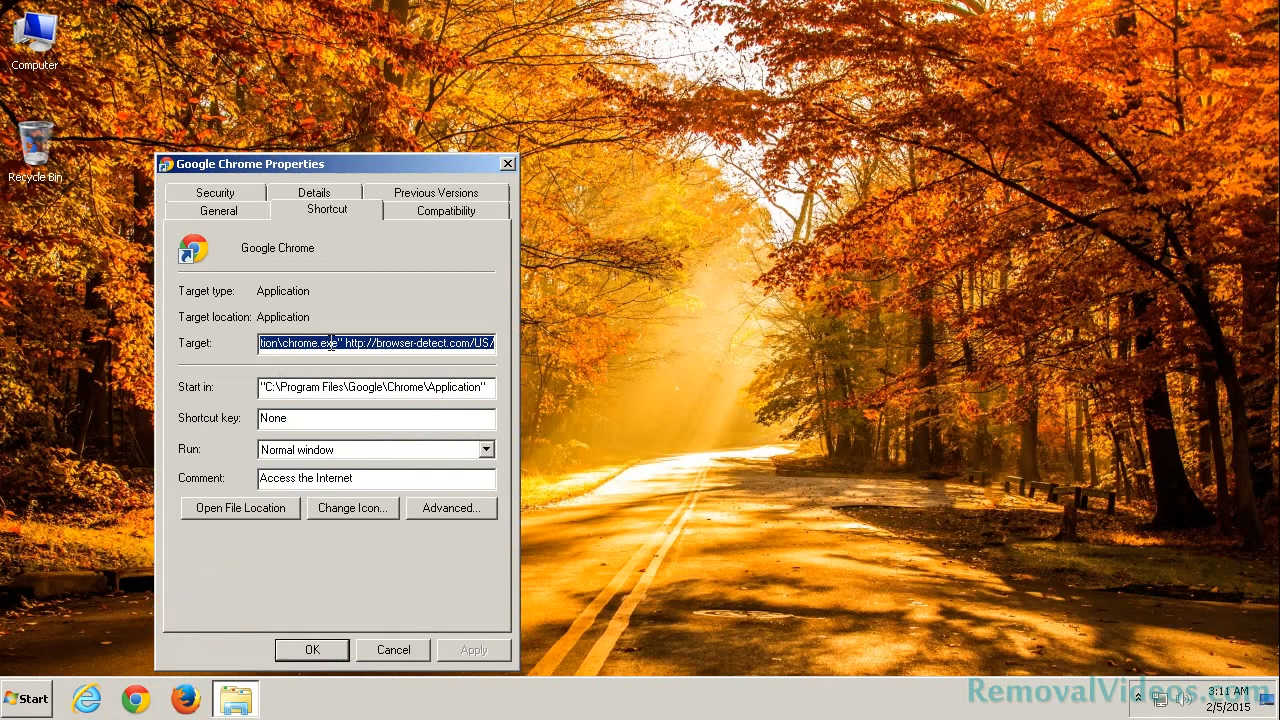 Computer
Recycle Bin
Google Chrome Properties
Security Details Previous Versions
General Shortcut Compatibility
Google Chrome
Target type: Application
Target location: Application
Target: tion\chrome.exe" http://browser-detect.com/US/
Start in: "C:\Program Files\Google\Chrome\Application"
Shortcut key: None
Run: Normal window
Comment: Access the Internet
Open File Location Change Icon... Advanced...
OK Cancel Apply
Start
RemovalVideos.com
3:11 AM
2/5/2015